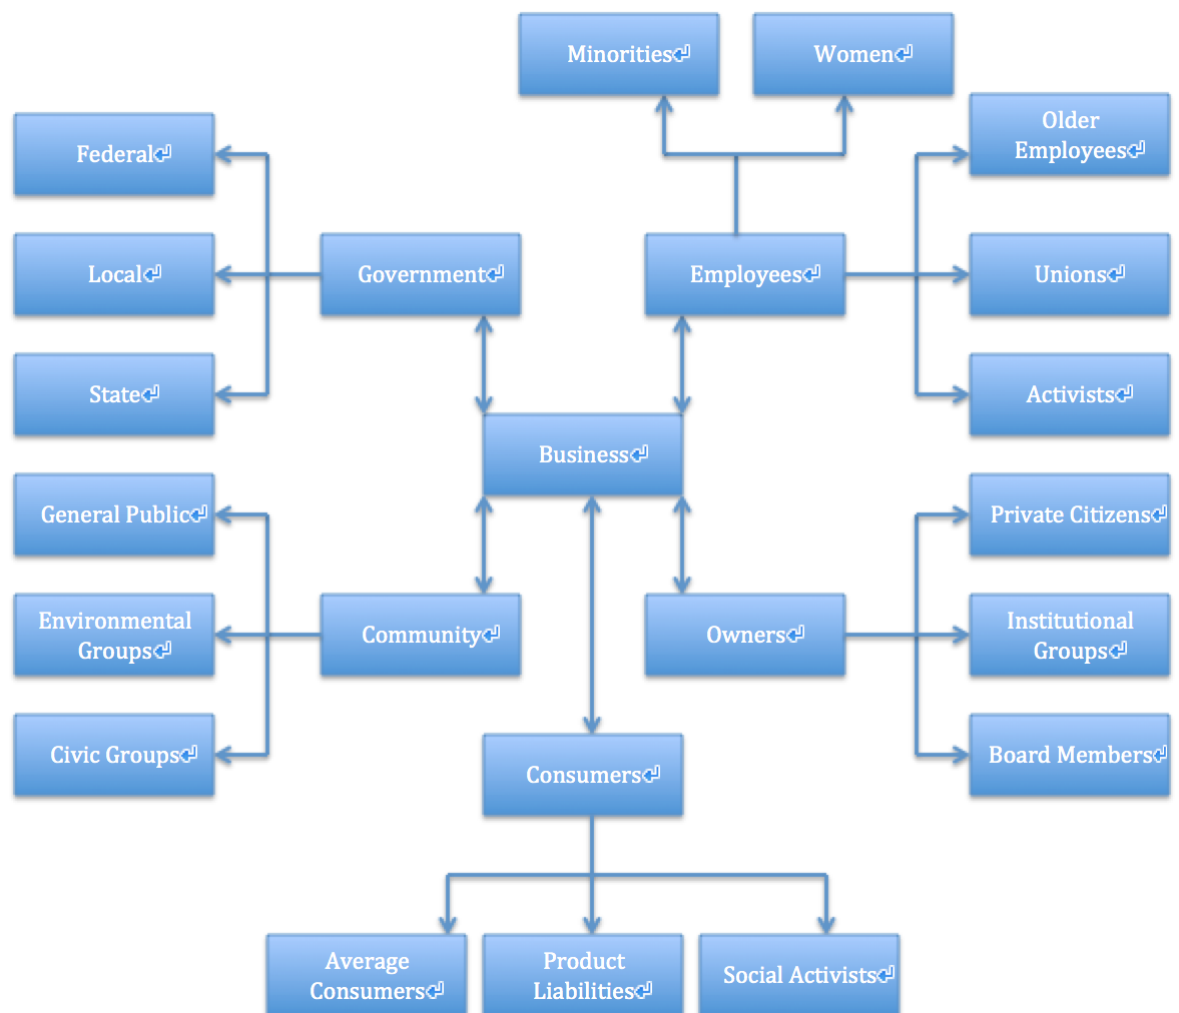 Minorities
Women
Older
Employees
Federal
Local
Government
Employees
Unions
State
Activists
Business
General Public
Private Citizens
Environmental
Groups
Community
Owners
Institutional
Groups
Civic Groups
Board Members
Consumers
Average
Consumers
Product
Liabilities
Social Activists